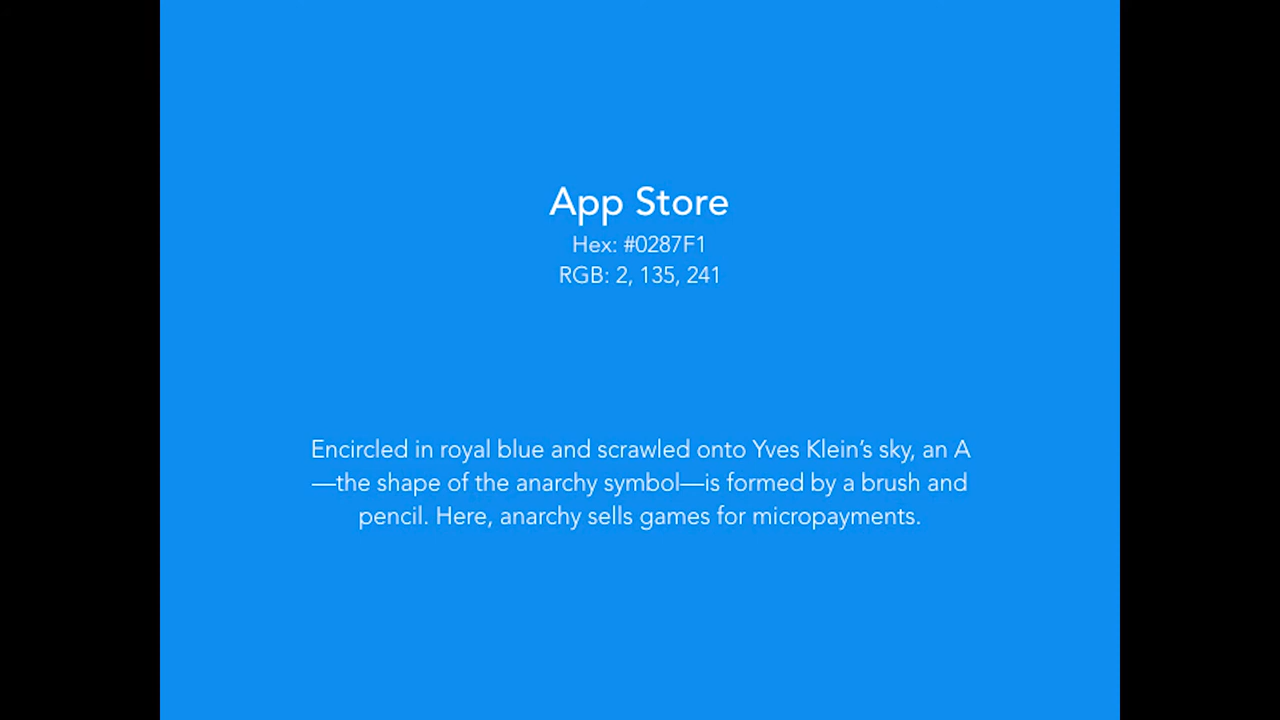 App Store
Hex: #0287F1
RGB: 2, 135, 241
Encircled in royal blue and scrawled onto Yves Klein’s sky, an A
—the shape of the anarchy symbol—is formed by a brush and
pencil. Here, anarchy sells games for micropayments.